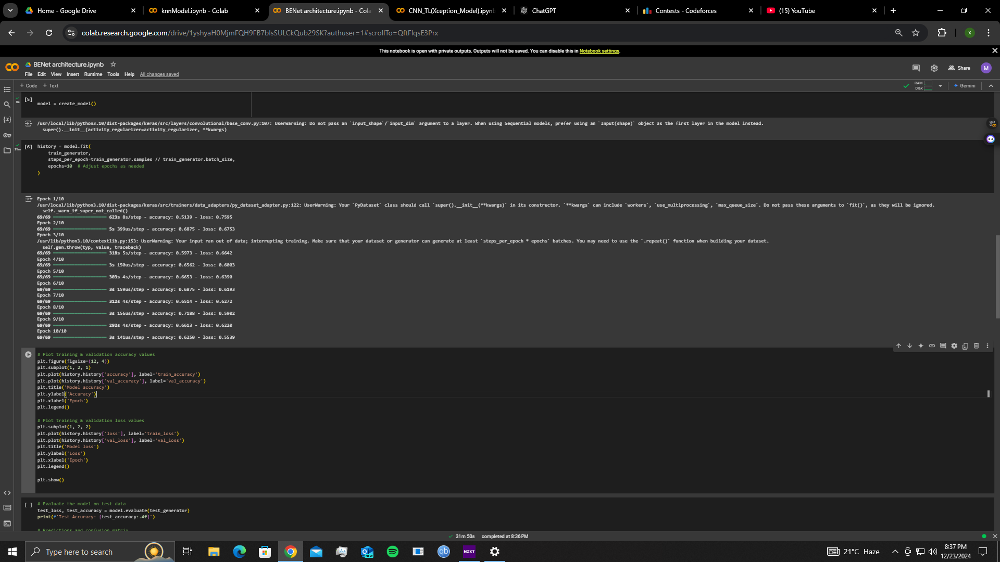 Home - Google Drive
knnModel.ipynb - Colab
BENet architecture.ipynb - Cola
CNN_TL(Xception_Model).ipynb
ChatGPT
Contests - Codeforces
(15) YouTube
colab.research.google.com/drive/1yshyaH0MjmFQH9FB7blsSULCkQub29SK?authuser=1#scrollTo=QftFlqsE3Prx
X
This notebook is open with private outputs. Outputs will not be saved. You can disable this in Notebook settings.
BENet architecture.ipynb
Share
M
File Edit View Insert Runtime Tools Help All changes saved
+ Code + Text
RAM
Disk
Gemini
[5]
0s
model = create_model()
/usr/local/lib/python3.10/dist-packages/keras/src/layers/convolutional/base_conv.py:107: UserWarning: Do not pass an `input_shape`/`input_dim` argument to a layer. When using Sequential models, prefer using an `Input(shape)` object as the first layer in the model instead.
super().__init__(activity_regularizer=activity_regularizer, **kwargs)
[6] history = model.fit(
31m
train_generator,
steps_per_epoch=train_generator.samples // train_generator.batch_size,
epochs=10 # Adjust epochs as needed
)
Epoch 1/10
/usr/local/lib/python3.10/dist-packages/keras/src/trainers/data_adapters/py_dataset_adapter.py:122: UserWarning: Your `PyDataset` class should call `super().__init__(**kwargs)` in its constructor. `**kwargs` can include `workers`, `use_multiprocessing`, `max_queue_size`. Do not pass these arguments to `fit()`, as they will be ignored.
self._warn_if_super_not_called()
69/69 623s 8s/step - accuracy: 0.5139 - loss: 0.7595
Epoch 2/10
69/69 5s 399us/step - accuracy: 0.6875 - loss: 0.6753
Epoch 3/10
/usr/lib/python3.10/contextlib.py:153: UserWarning: Your input ran out of data; interrupting training. Make sure that your dataset or generator can generate at least `steps_per_epoch * epochs` batches. You may need to use the `.repeat()` function when building your dataset.
self.gen.throw(typ, value, traceback)
69/69 318s 5s/step - accuracy: 0.5973 - loss: 0.6642
Epoch 4/10
69/69 3s 150us/step - accuracy: 0.6562 - loss: 0.6003
Epoch 5/10
69/69 303s 4s/step - accuracy: 0.6653 - loss: 0.6390
Epoch 6/10
69/69 3s 159us/step - accuracy: 0.6875 - loss: 0.6193
Epoch 7/10
69/69 312s 4s/step - accuracy: 0.6514 - loss: 0.6272
Epoch 8/10
69/69 3s 156us/step - accuracy: 0.7188 - loss: 0.5902
Epoch 9/10
69/69 292s 4s/step - accuracy: 0.6613 - loss: 0.6220
Epoch 10/10
69/69 3s 141us/step - accuracy: 0.6250 - loss: 0.5539
# Plot training & validation accuracy values
plt.figure(figsize=(12, 4))
plt.subplot(1, 2, 1)
plt.plot(history.history['accuracy'], label='train_accuracy')
plt.plot(history.history['val_accuracy'], label='val_accuracy')
plt.title('Model accuracy')
plt.ylabel('Accuracy')
plt.xlabel('Epoch')
plt.legend()
# Plot training & validation loss values
plt.subplot(1, 2, 2)
plt.plot(history.history['loss'], label='train_loss')
plt.plot(history.history['val_loss'], label='val_loss')
plt.title('Model loss')
plt.ylabel('Loss')
plt.xlabel('Epoch')
plt.legend()
plt.show()
[ ] # Evaluate the model on test data
test_loss, test_accuracy = model.evaluate(test_generator)
print(f'Test Accuracy: {test_accuracy:.4f}')
# Predictions and confusion matrix
31m 50s completed at 8:36 PM
Type here to search
NEW
qb
NZXT
21°C Haze
8:37 PM
12/23/2024